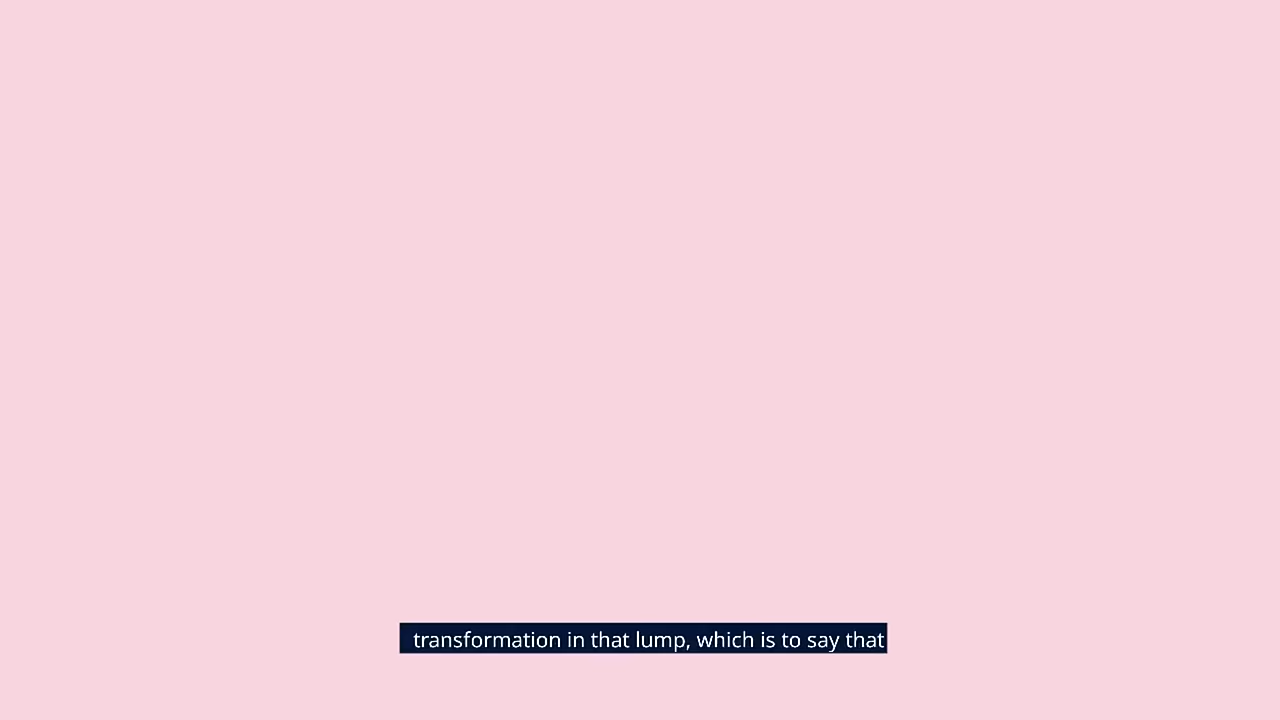 transformation in that lump, which is to say that